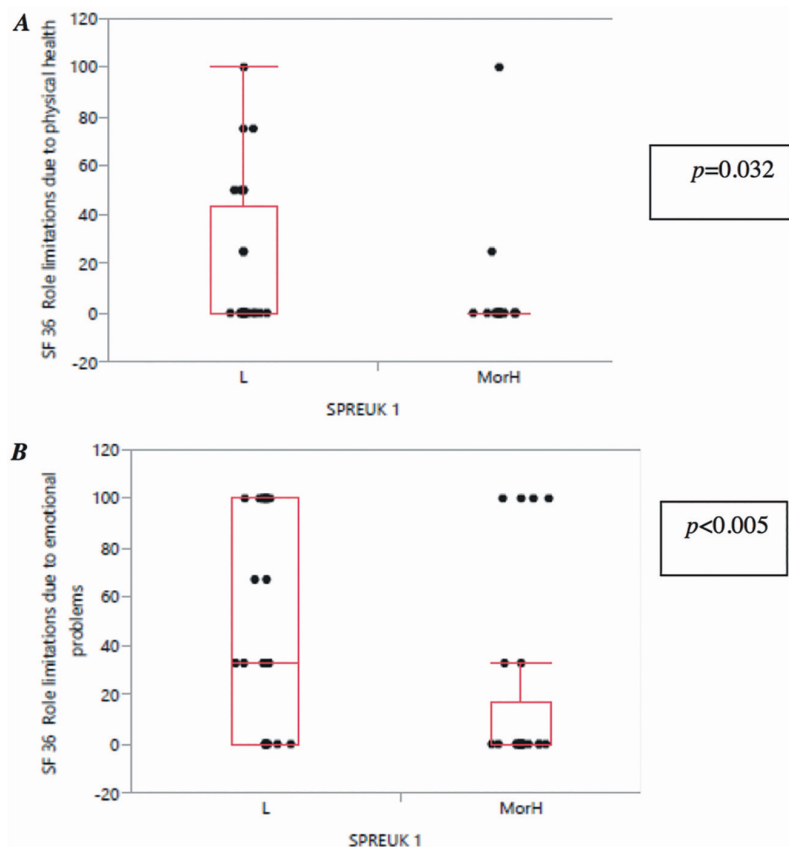 A
SF 36 Role limitations due to physical health
120
100
80
60
40
20
0
-20
L
MorH
SPREUK 1
p=0.032
B
SF 36 Role limitations due to emotional
problems
120
100
80
60
40
20
0
-20
L
MorH
SPREUK 1
p<0.005